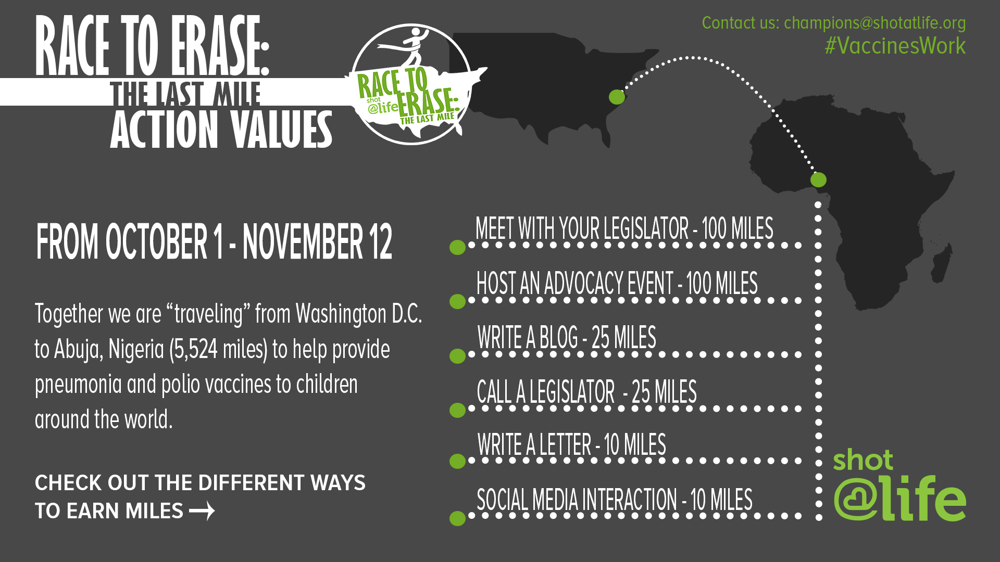 RACE TO ERASE:
THE LAST MILE
ACTION VALUES
RACE TO
shot
@life
ERASE:
THE LAST MILE
Contact us: champions@shotatlife.org
#VaccinesWork
FROM OCTOBER 1 - NOVEMBER 12
Together we are “traveling” from Washington D.C.
to Abuja, Nigeria (5,524 miles) to help provide
pneumonia and polio vaccines to children
around the world.
CHECK OUT THE DIFFERENT WAYS
TO EARN MILES →
MEET WITH YOUR LEGISLATOR - 100 MILES
HOST AN ADVOCACY EVENT - 100 MILES
WRITE A BLOG - 25 MILES
CALL A LEGISLATOR - 25 MILES
WRITE A LETTER - 10 MILES
SOCIAL MEDIA INTERACTION - 10 MILES
shot
@life